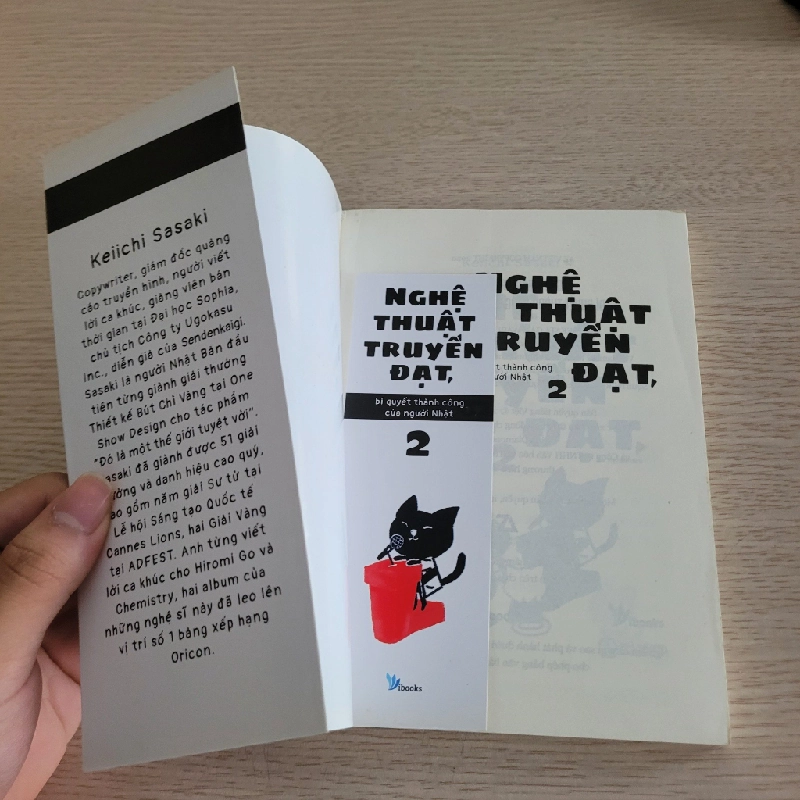 Keiichi Sasaki
Copywriter, giám đốc quảng
cáo truyền hình, người viết
lời ca khúc, giảng viên bán
thời gian tại Đại học Sophia,
chủ tịch Công ty Ugokasu
Inc., diễn giả của Sendenkaigi.
Sasaki là người Nhật Bản đầu
tiên từng giành giải thưởng
Thiết kế Bút Chì Vàng tại One
Show Design cho tác phẩm
"Đó là một thế giới tuyệt vời".
Sasaki đã giành được 51 giải
thưởng và danh hiệu cao quý,
bao gồm năm giải Sư tử tại
Lễ hội Sáng tạo Quốc tế
Cannes Lions, hai Giải Vàng
tại ADFEST. Anh từng viết
lời ca khúc cho Hiromi Go và
Chemistry, hai album của
những nghệ sĩ này đã leo lên
vị trí số 1 bảng xếp hạng
Oricon.
NGHỆ
THUẬT
TRUYỀN
ĐẠT,
bí quyết thành công
của người Nhật
2
ibooks
NGHỆ
THUẬT
TRUYỀN
ĐẠT,
thành công
Nhật
2